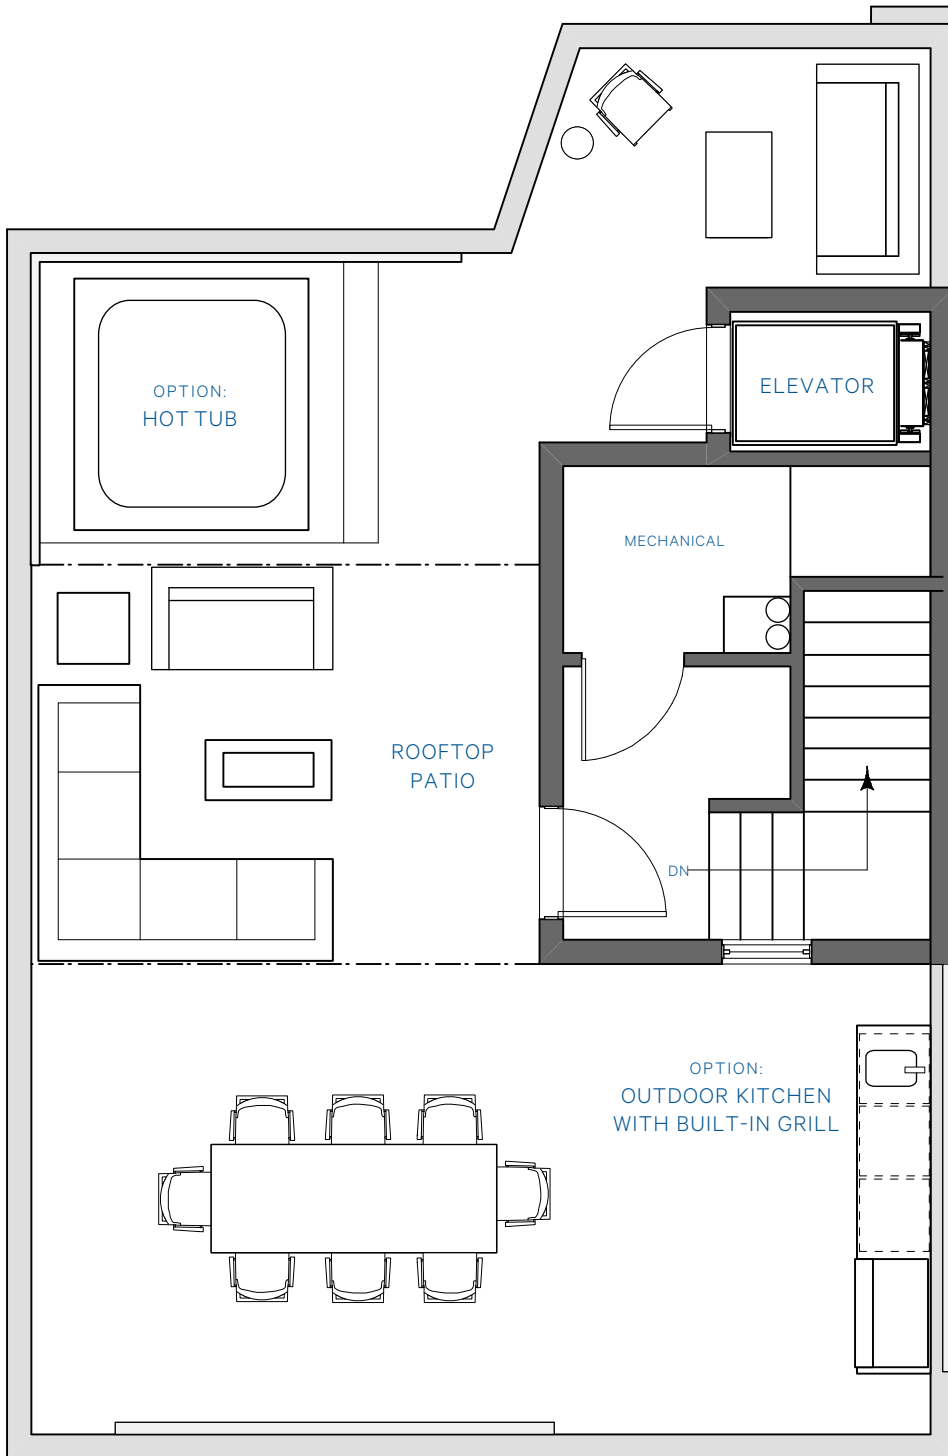 ELEVATOR
OPTION:
HOT TUB
MECHANICAL
ROOFTOP
PATIO
DN
OPTION:
OUTDOOR KITCHEN
WITH BUILT-IN GRILL